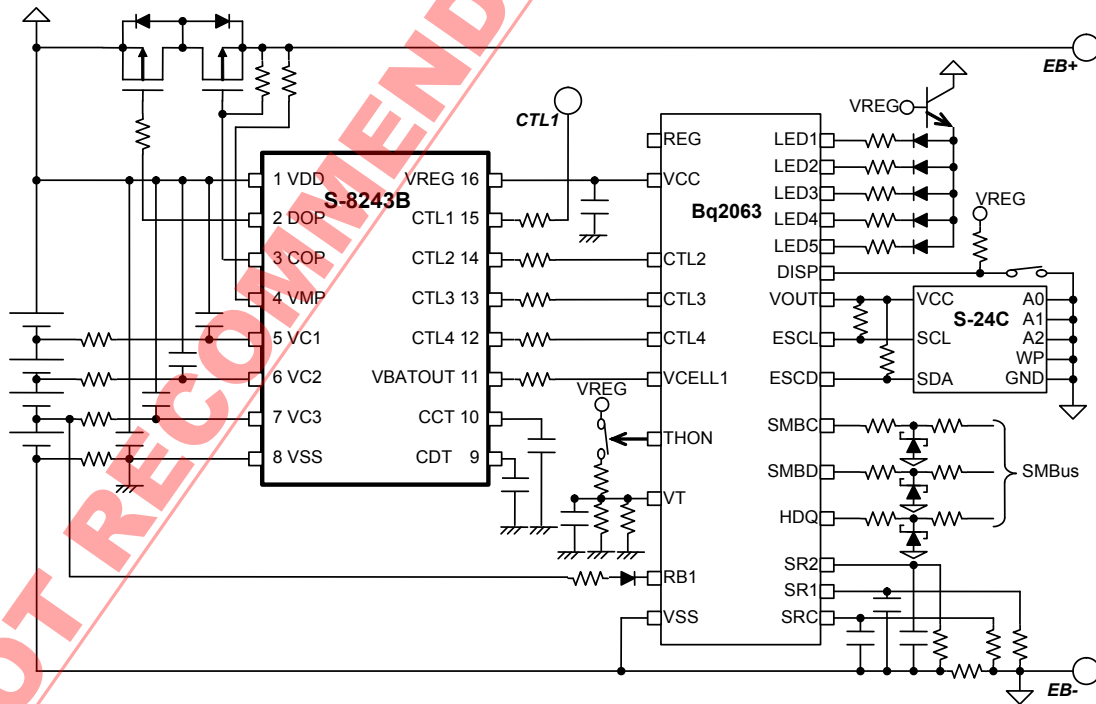 EB+
CTL1
VREG
S-8243B
1 VDD
2 DOP
3 COP
4 VMP
5 VC1
6 VC2
7 VC3
8 VSS
VREG 16
CTL1 15
CTL2 14
CTL3 13
CTL4 12
VBATOUT 11
CCT 10
CDT 9
VREG
Bq2063
REG
VCC
CTL2
CTL3
CTL4
VCELL1
THON
VT
RB1
VSS
LED1
LED2
LED3
LED4
LED5
DISP
VOUT
ESCL
ESCD
SMBC
SMBD
HDQ
SR2
SR1
SRC
VREG
S-24C
VCC
SCL
SDA
A0
A1
A2
WP
GND
SMBus
EB-
OT RECOMMEND